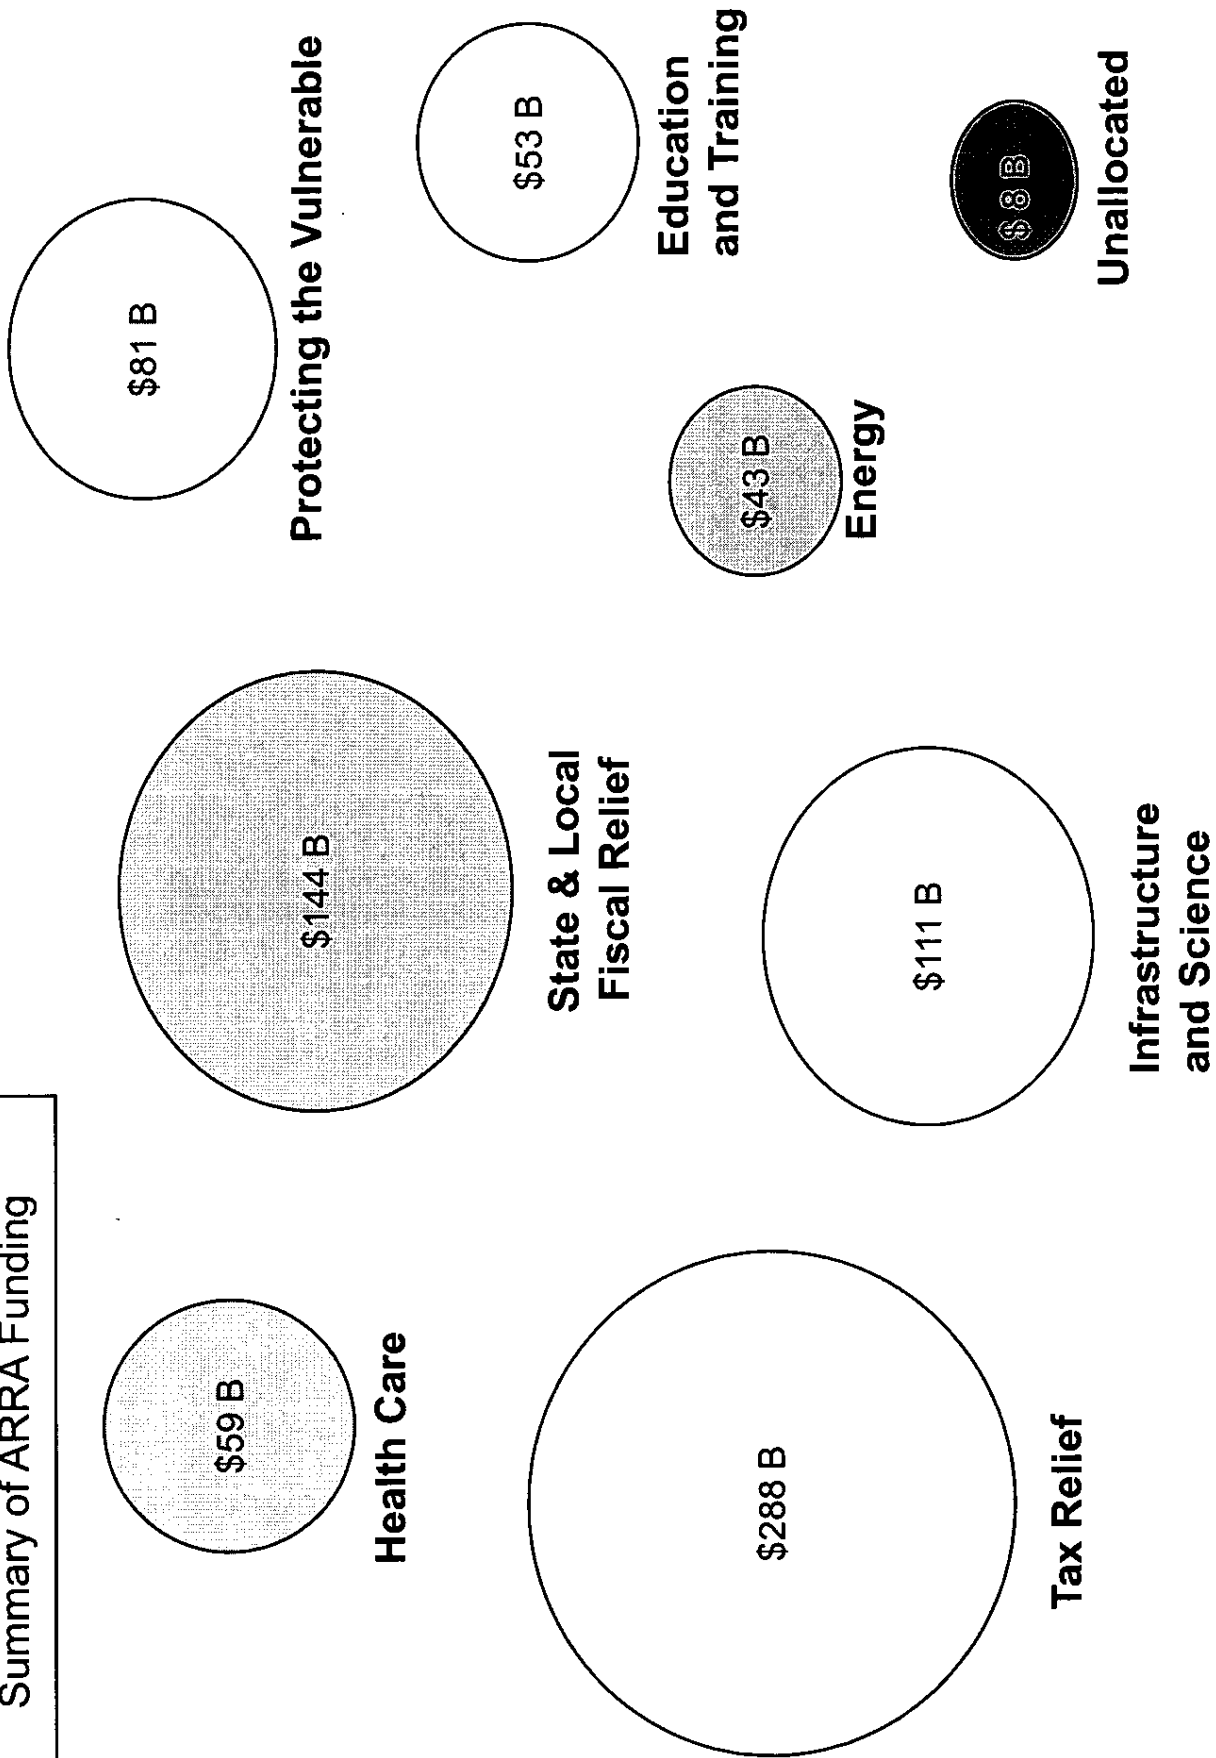 Summary of ARRA Funding
$59 B
Health Care
$144 B
State & Local
Fiscal Relief
$81 B
Protecting the Vulnerable
$53 B
Education
and Training
$288 B
Tax Relief
$111 B
Infrastructure
and Science
$43 B
Energy
$8 B
Unallocated